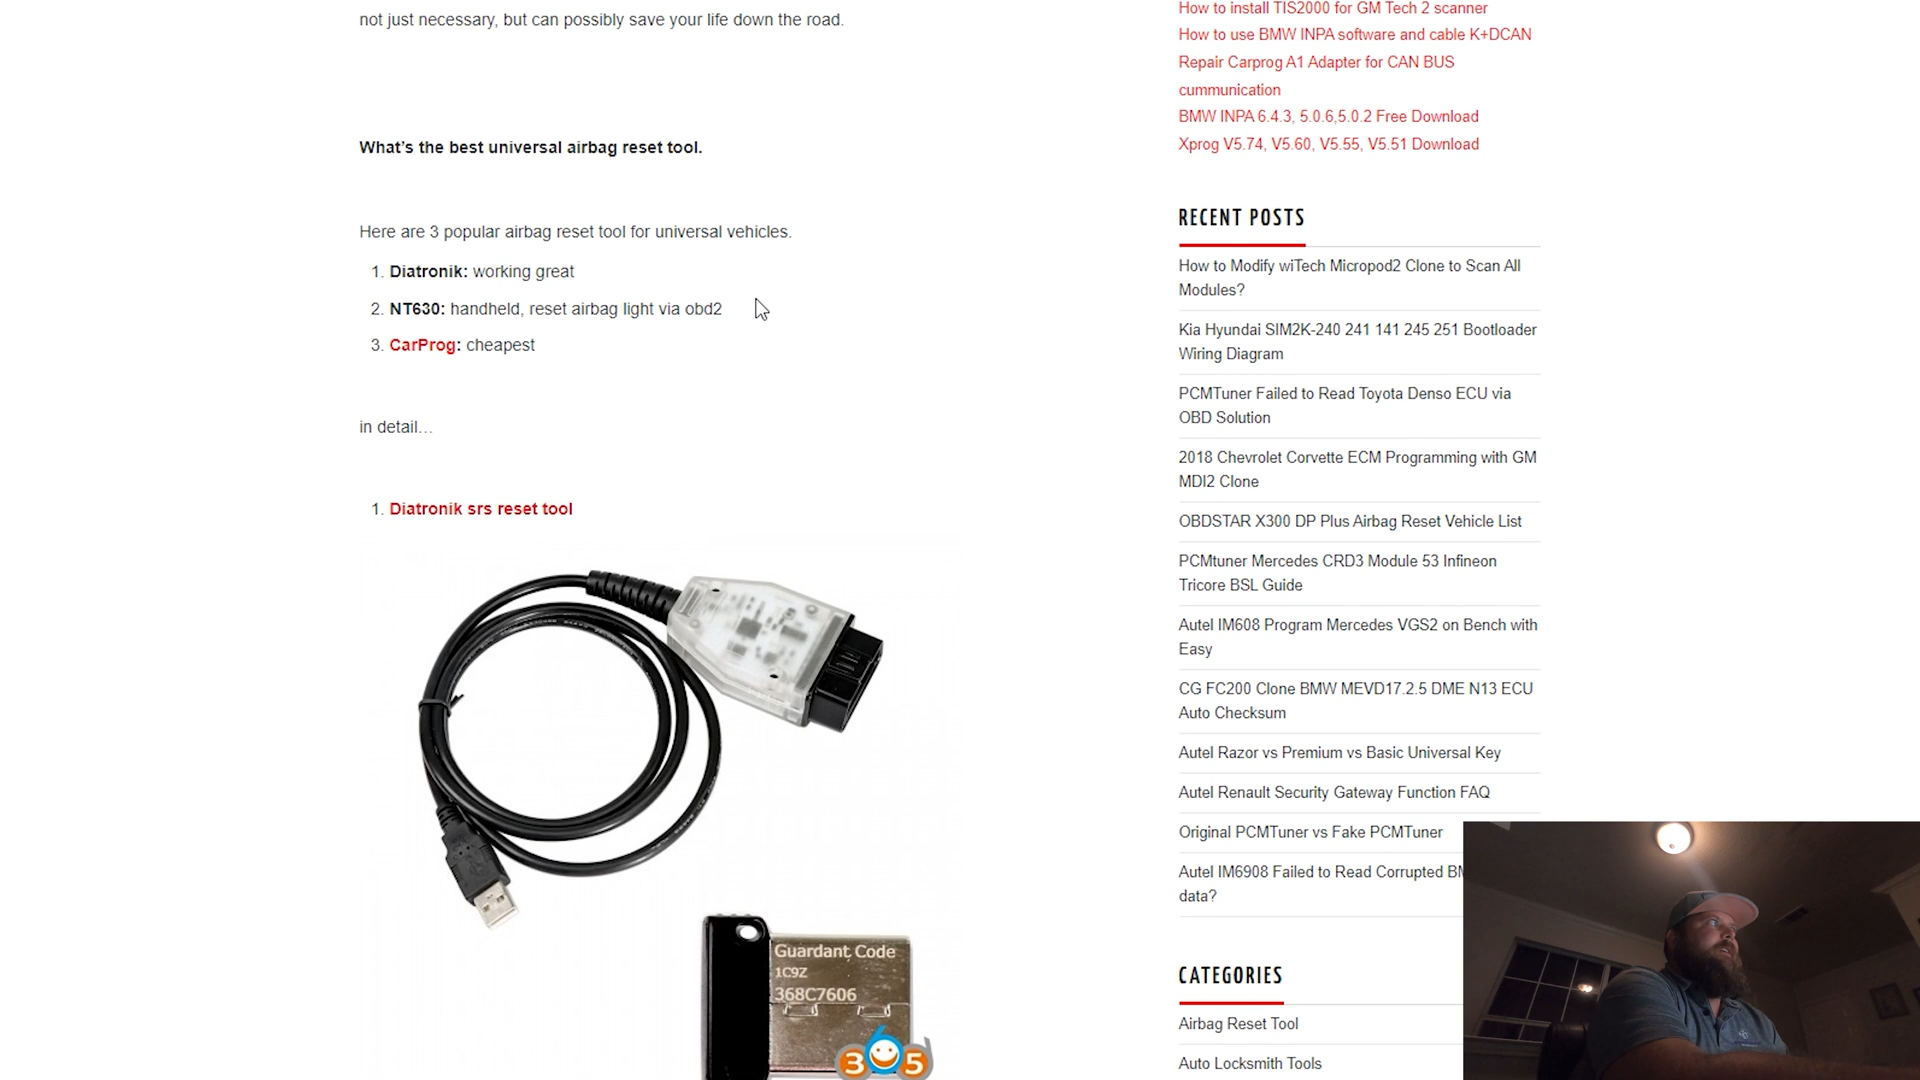 not just necessary, but can possibly save your life down the road.
What's the best universal airbag reset tool.
Here are 3 popular airbag reset tool for universal vehicles.
1. Diatronik: working great
2. NT630: handheld, reset airbag light via obd2
3. CarProg: cheapest
in detail…
1. Diatronik srs reset tool
Guardant Code
1C9Z
368C7606
365
How to install TIS2000 for GM Tech 2 scanner
How to use BMW INPA software and cable K+DCAN
Repair Carprog A1 Adapter for CAN BUS
cummunication
BMW INPA 6.4.3, 5.0.6,5.0.2 Free Download
Xprog V5.74, V5.60, V5.55, V5.51 Download
RECENT POSTS
How to Modify wiTech Micropod2 Clone to Scan All
Modules?
Kia Hyundai SIM2K-240 241 141 245 251 Bootloader
Wiring Diagram
PCMTuner Failed to Read Toyota Denso ECU via
OBD Solution
2018 Chevrolet Corvette ECM Programming with GM
MDI2 Clone
OBDSTAR X300 DP Plus Airbag Reset Vehicle List
PCMtuner Mercedes CRD3 Module 53 Infineon
Tricore BSL Guide
Autel IM608 Program Mercedes VGS2 on Bench with
Easy
CG FC200 Clone BMW MEVD17.2.5 DME N13 ECU
Auto Checksum
Autel Razor vs Premium vs Basic Universal Key
Autel Renault Security Gateway Function FAQ
Original PCMTuner vs Fake PCMTuner
Autel IM6908 Failed to Read Corrupted
data?
CATEGORIES
Airbag Reset Tool
Auto Locksmith Tools